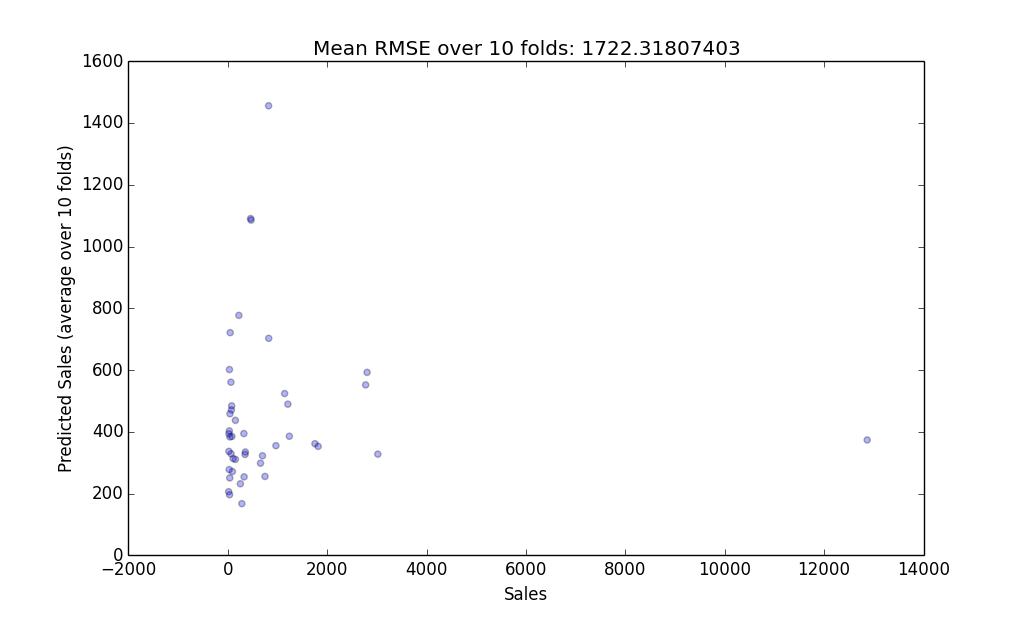 Mean RMSE over 10 folds: 1722.31807403
1600
1400
1200
1000
800
600
400
200
0
Predicted Sales (average over 10 folds)
−2000 0 2000 4000 6000 8000 10000 12000 14000
Sales